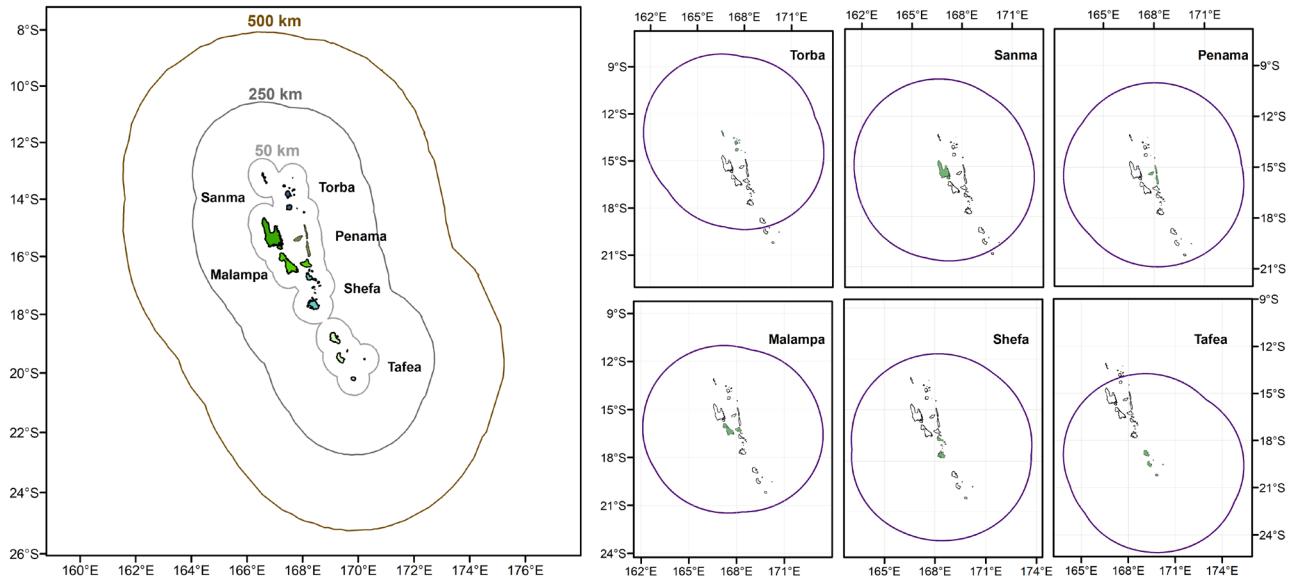 500 km
250 km
50 km
Sanma
Torba
Penama
Malampa
Shefa
Tafea
8°S
10°S
12°S
14°S
16°S
18°S
20°S
22°S
24°S
26°S
160°E 162°E 164°E 166°E 168°E 170°E 172°E 174°E 176°E
162°E 165°E 168°E 171°E
Torba
9°S
12°S
15°S
18°S
21°S
162°E 165°E 168°E 171°E
Sanma
165°E 168°E 171°E
Penama
9°S
12°S
15°S
18°S
21°S
Malampa
9°S
12°S
15°S
18°S
21°S
24°S
162°E 165°E 168°E 171°E
Shefa
165°E 168°E 171°E 174°E
Tafea
9°S
12°S
15°S
18°S
21°S
24°S
165°E 168°E 171°E